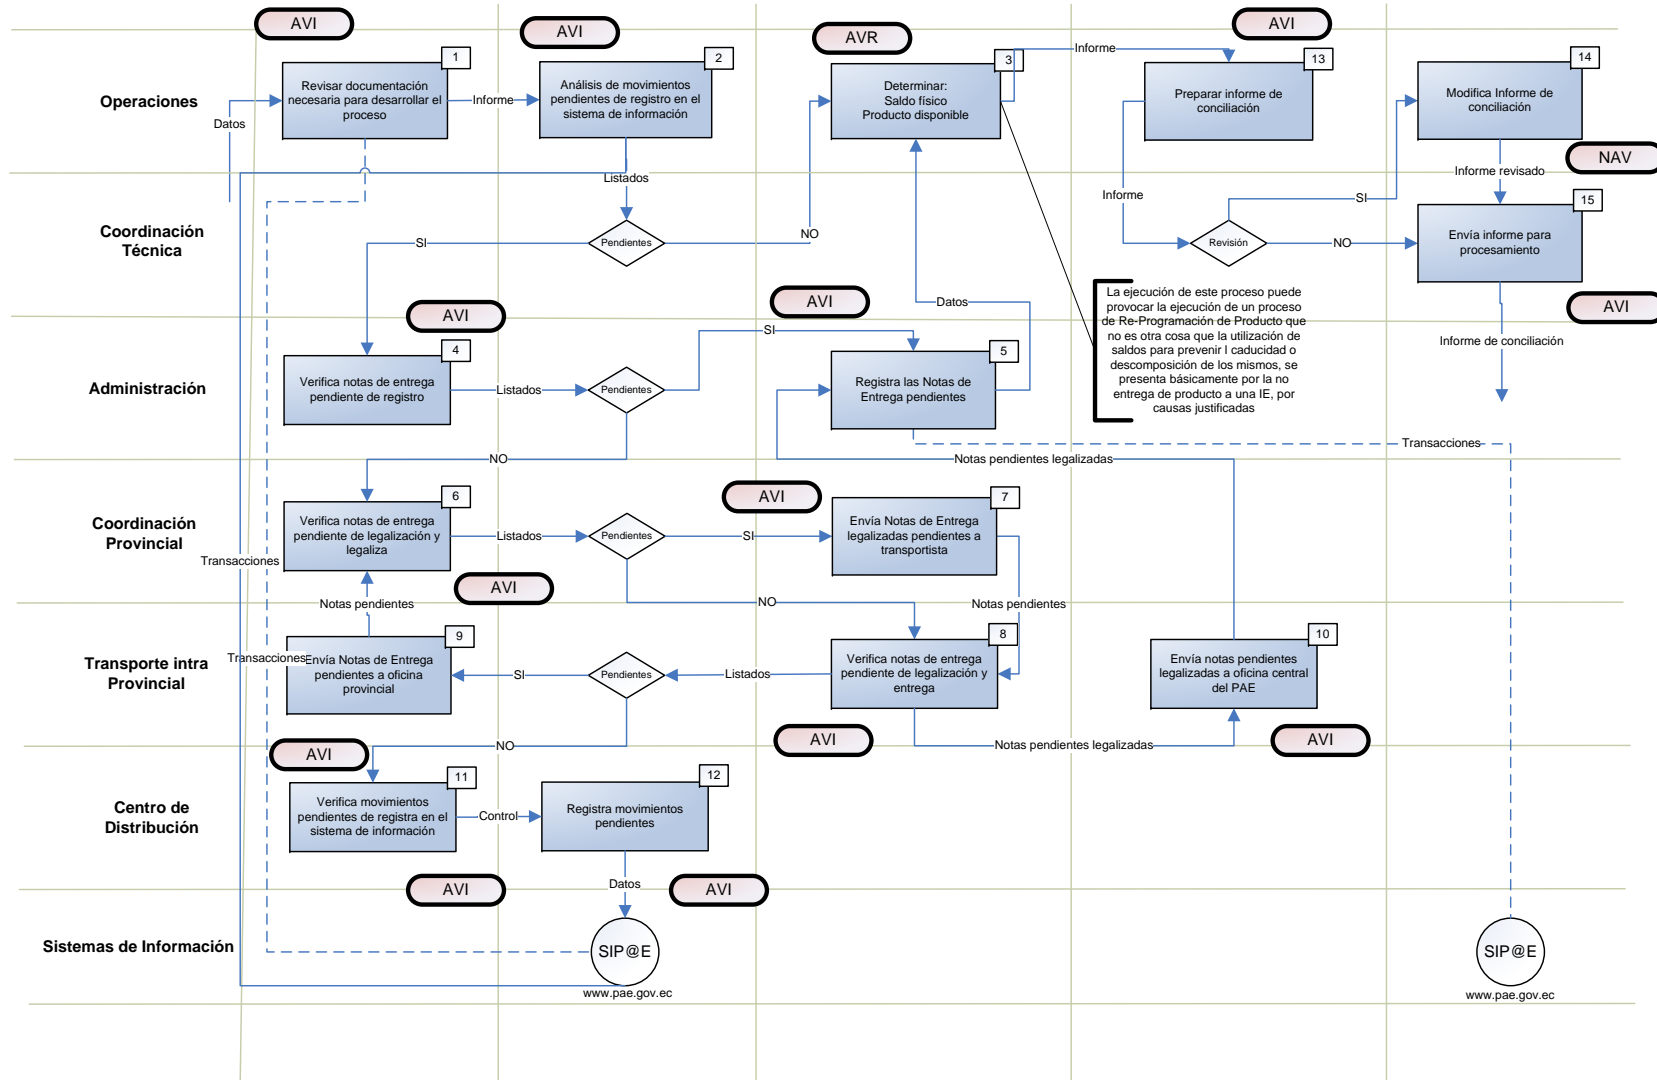 AVI
AVI
AVR
AVI
1
2
3
13
14
Operaciones
Revisar documentación
necesaria para desarrollar el
proceso
Informe
Análisis de movimientos
pendientes de registro en el
sistema de información
Determinar:
Saldo físico
Producto disponible
Informe
Preparar informe de
conciliación
Modifica Informe de
conciliación
Datos
NAV
Listados
Informe revisado
Informe
SI
15
Coordinación
Técnica
SI
Pendientes
NO
Revisión
NO
Envía informe para
procesamiento
AVI
AVI
Datos
AVI
La ejecución de este proceso puede
provocar la ejecución de un proceso
de Re-Programación de Producto que
no es otra cosa que la utilización de
saldos para prevenir l caducidad o
descomposición de los mismos, se
presenta básicamente por la no
entrega de producto a una IE, por
causas justificadas
Informe de conciliación
SI
4
5
Administración
Verifica notas de entrega
pendiente de registro
Listados
Pendientes
Registra las Notas de
Entrega pendientes
Transacciones
NO
Notas pendientes legalizadas
6
AVI
7
Coordinación
Provincial
Verifica notas de entrega
pendiente de legalización y
legaliza
Listados
Pendientes
SI
Envía Notas de Entrega
legalizadas pendientes a
transportista
Transacciones
AVI
Notas pendientes
NO
Notas pendientes
9
8
10
Transporte intra
Provincial
Transacciones
Envía Notas de Entrega
pendientes a oficina
provincial
SI
Pendientes
Listados
Verifica notas de entrega
pendiente de legalización y
entrega
Envía notas pendientes
legalizadas a oficina central
del PAE
AVI
NO
AVI
Notas pendientes legalizadas
AVI
11
12
Centro de
Distribución
Verifica movimientos
pendientes de registra en el
sistema de información
Control
Registra movimientos
pendientes
AVI
Datos
AVI
Sistemas de Información
SIP@E
www.pae.gov.ec
SIP@E
www.pae.gov.ec